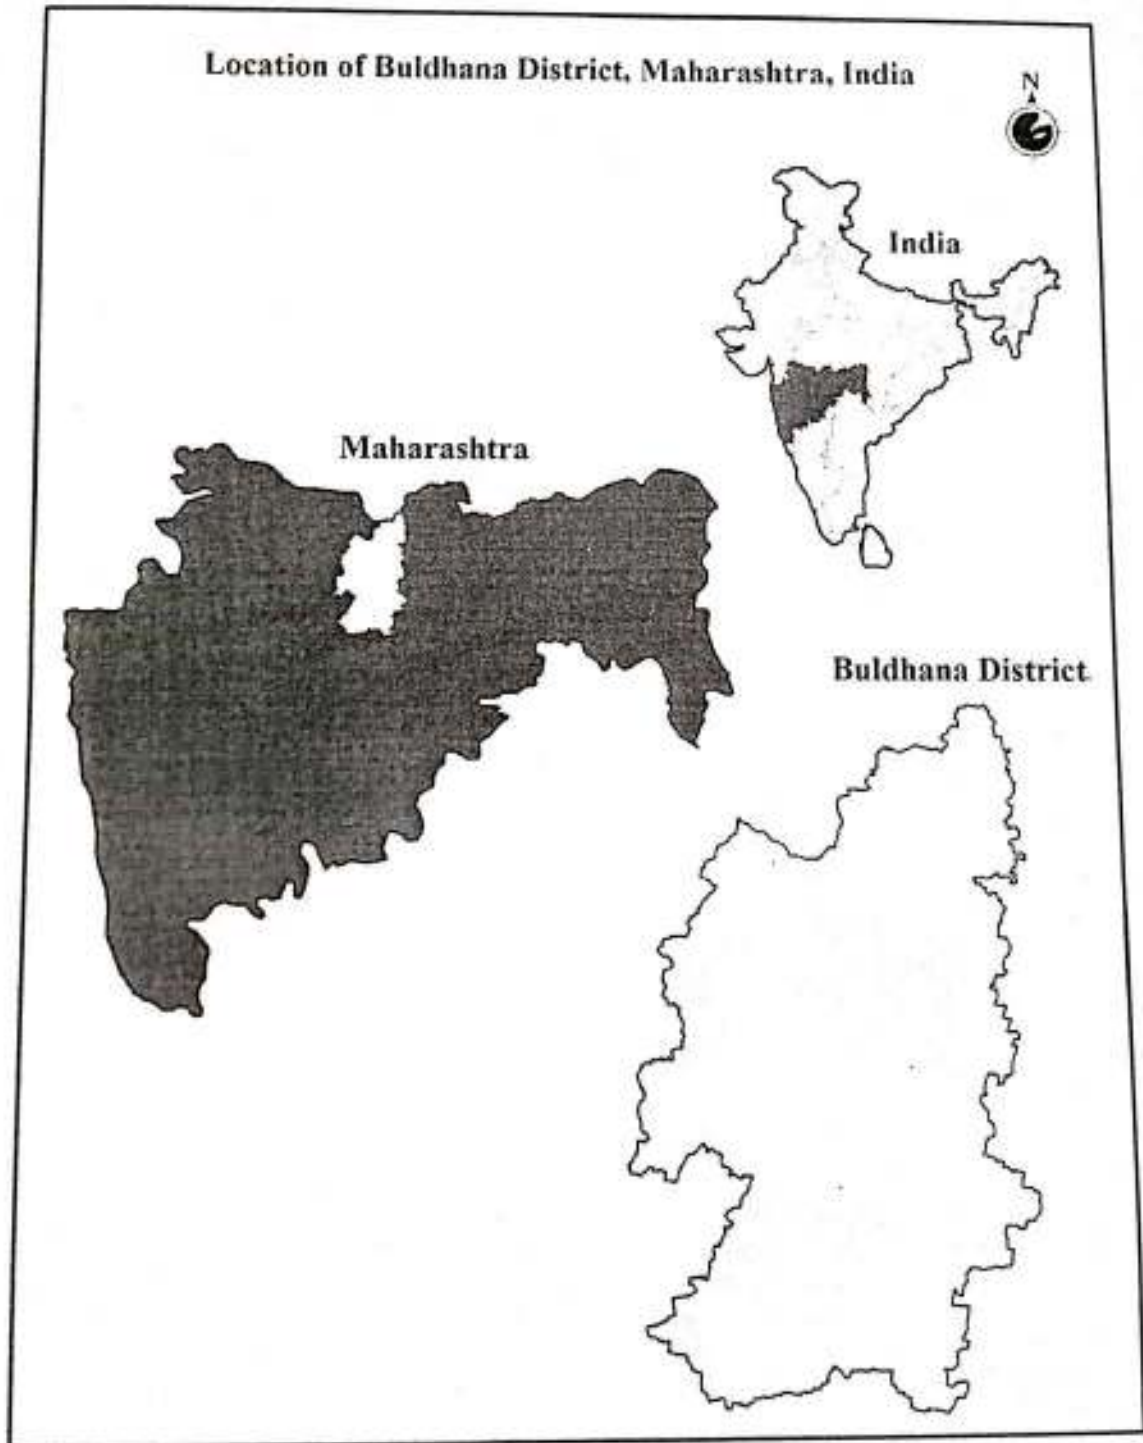 Location of Buldhana District, Maharashtra, India
N
India
Maharashtra
Buldhana District